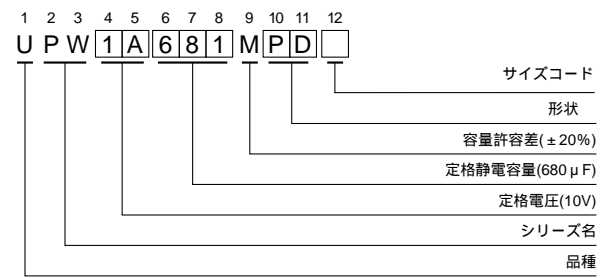 1 2 3 4 5 6 7 8 9 10 11 12
U P W 1 A 6 8 1 M P D
サイズコード
形状
容量許容差(±20%)
定格静電容量(680μF)
定格電圧(10V)
シリーズ名
品種